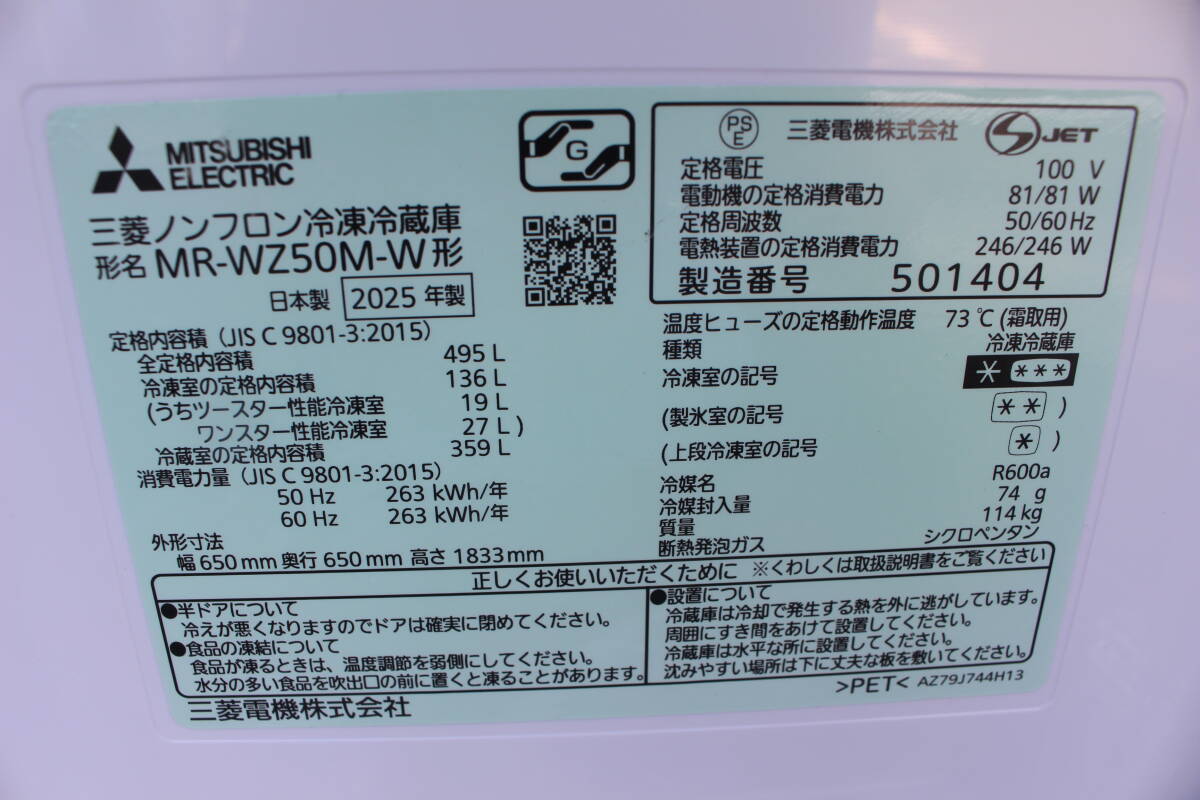 MITSUBISHI
ELECTRIC
三菱ノンフロン冷凍冷蔵庫
形名 MR-WZ50M-W形
日本製 2025年製
定格内容積(JIS C 9801-3:2015)
全定格内容積 495 L
冷凍室の定格内容積 136 L
(うちツースター性能冷凍室 19 L
ワンスター性能冷凍室 27 L)
冷蔵室の定格内容積 359 L
消費電力量(JIS C 9801-3:2015)
50 Hz 263 kWh/年
60 Hz 263 kWh/年
外形寸法
幅 650 mm 奥行 650 mm 高さ 1833 mm
G
PSE 三菱電機株式会社 S JET
定格電圧 100 V
電動機の定格消費電力 81/81 W
定格周波数 50/60 Hz
電熱装置の定格消費電力 246/246 W
製造番号 501404
温度ヒューズの定格動作温度 73 ℃(霜取用)
種類 冷凍冷蔵庫
冷凍室の記号 * ***
(製氷室の記号 **)
(上段冷凍室の記号 *)
冷媒名 R600a
冷媒封入量 74 g
質量 114 kg
断熱発泡ガス シクロペンタン
正しくお使いいただくために ※くわしくは取扱説明書をご覧ください
●半ドアについて
冷えが悪くなりますのでドアは確実に閉めてください。
●食品の凍結について
食品が凍るときは、温度調節を弱側にしてください。
水分の多い食品を吹出口の前に置くと凍ることがあります。
●設置について
冷蔵庫は冷却で発生する熱を外に逃がしています。
周囲にすき間をあけて設置してください。
冷蔵庫は水平な所に設置してください。
沈みやすい場所は下に丈夫な板を敷いてください。
三菱電機株式会社
>PET< AZ79J744H13